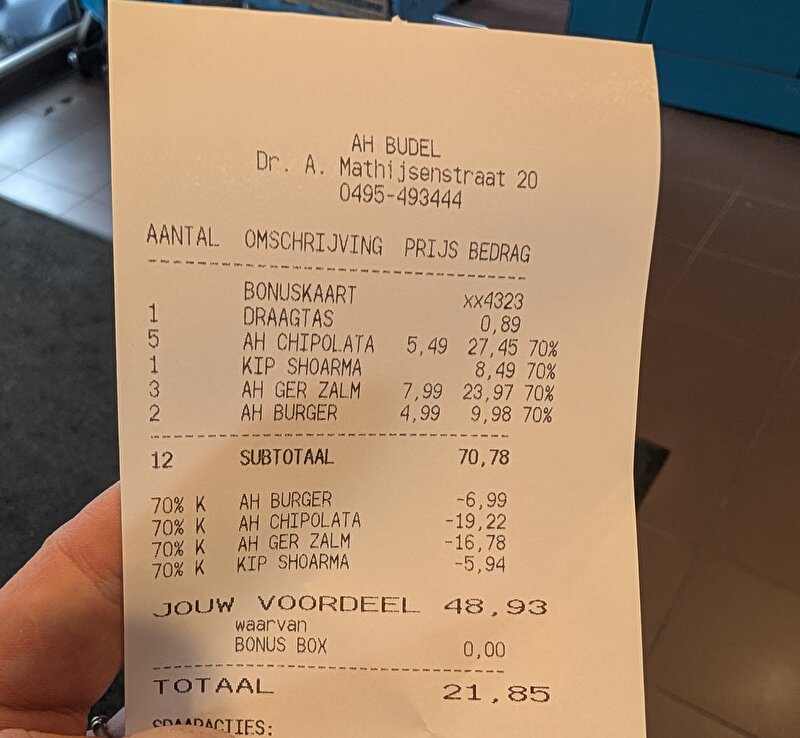 AH BUDEL
Dr. A. Mathijsenstraat 20
0495-493444
AANTAL OMSCHRIJVING PRIJS BEDRAG
BONUSKAART xx4323
1 DRAAGTAS 0,89
5 AH CHIPOLATA 5,49 27,45 70%
1 KIP SHOARMA 8,49 70%
3 AH GER ZALM 7,99 23,97 70%
2 AH BURGER 4,99 9,98 70%
12 SUBTOTAAL 70,78
70% K AH BURGER -6,99
70% K AH CHIPOLATA -19,22
70% K AH GER ZALM -16,78
70% K KIP SHOARMA -5,94
JOUW VOORDEEL 48,93
waarvan
BONUS BOX 0,00
TOTAAL 21,85